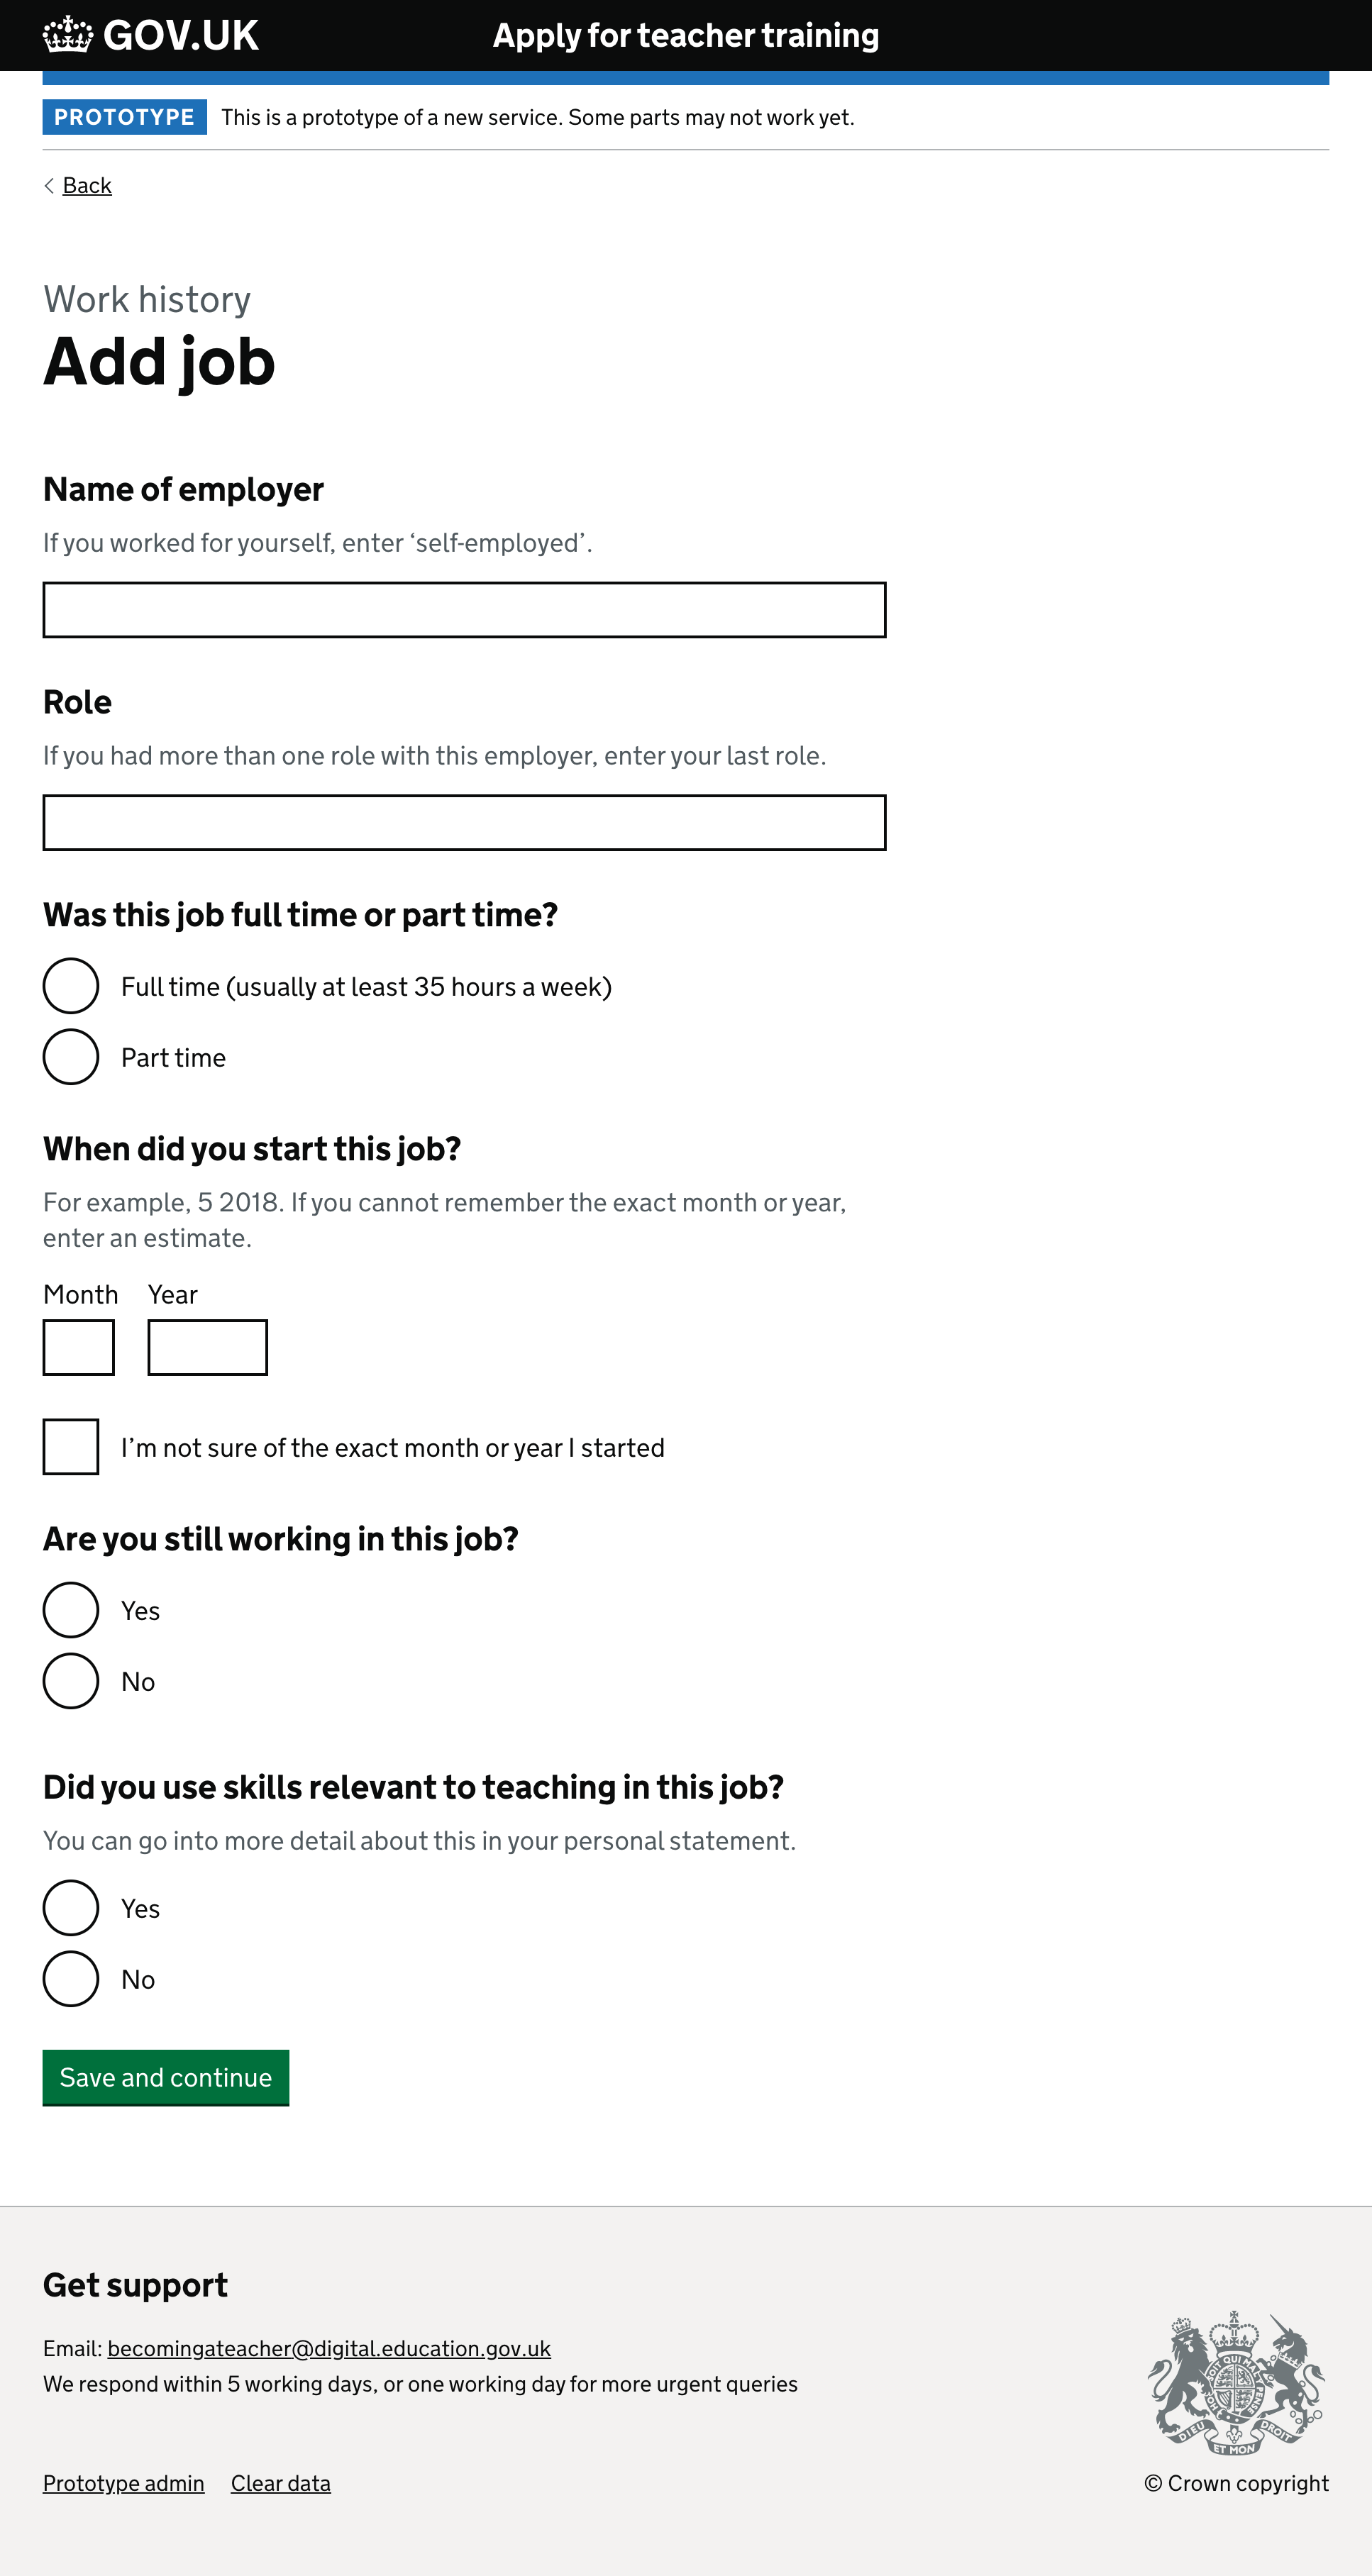 GOV.UK
Apply for teacher training
PROTOTYPE This is a prototype of a new service. Some parts may not work yet.
Back
Work history
Add job
Name of employer
If you worked for yourself, enter ‘self-employed’.
Role
If you had more than one role with this employer, enter your last role.
Was this job full time or part time?
Full time (usually at least 35 hours a week)
Part time
When did you start this job?
For example, 5 2018. If you cannot remember the exact month or year,
enter an estimate.
Month Year
I’m not sure of the exact month or year I started
Are you still working in this job?
Yes
No
Did you use skills relevant to teaching in this job?
You can go into more detail about this in your personal statement.
Yes
No
Save and continue
Get support
Email: becomingateacher@digital.education.gov.uk
We respond within 5 working days, or one working day for more urgent queries
DIEU ET MON DROIT
Prototype admin Clear data
© Crown copyright